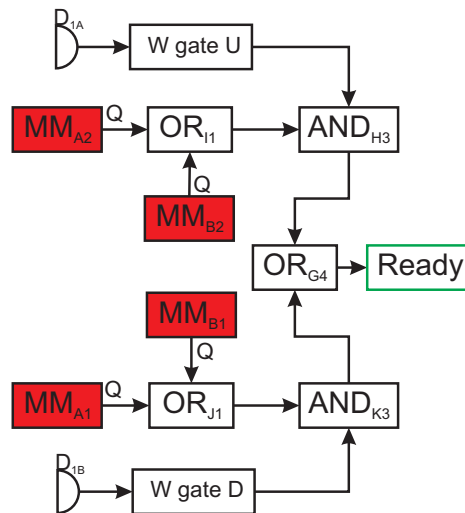 D1A
W gate U
Q
MMA2
ORI1
ANDH3
Q
MMB2
ORG4
Ready
MMB1
Q
Q
MMA1
ORJ1
ANDK3
D1B
W gate D